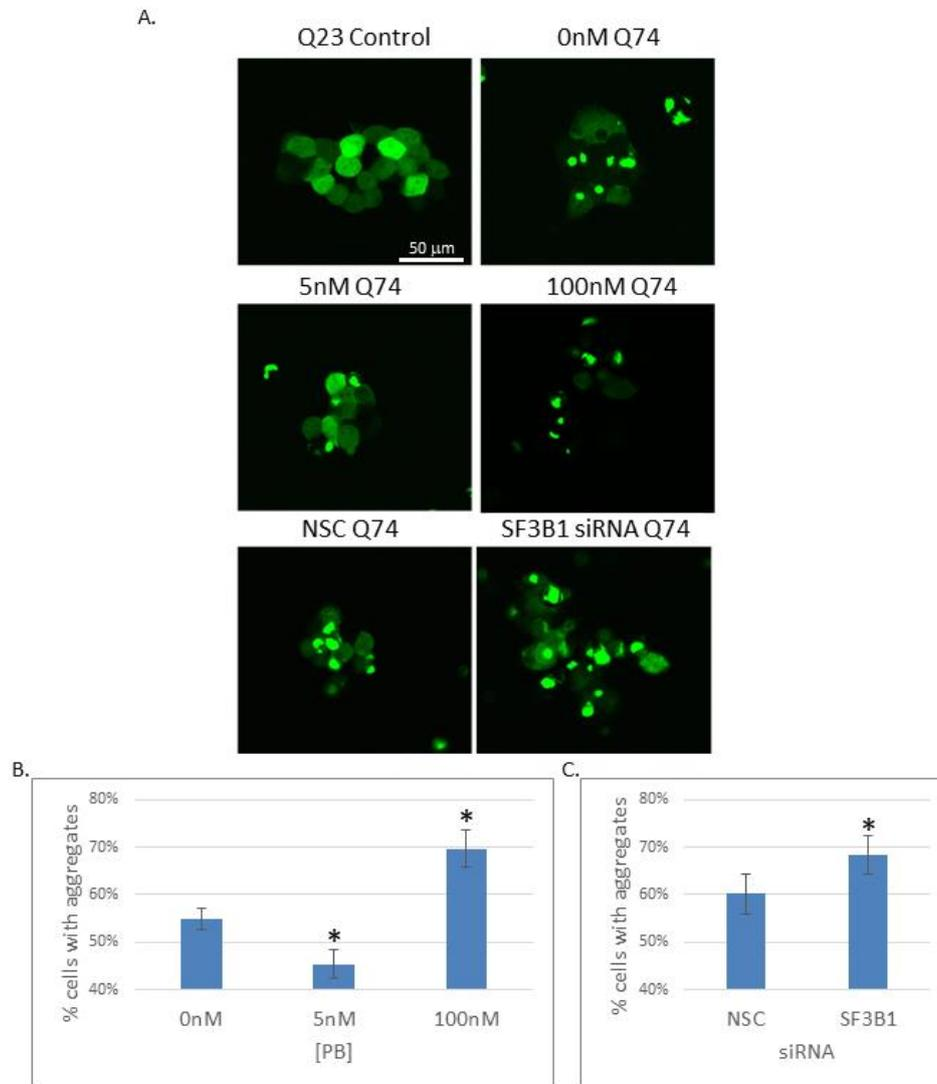 A.
Q23 Control
0nM Q74
50 μm
5nM Q74
100nM Q74
NSC Q74
SF3B1 siRNA Q74
B.
% cells with aggregates
80%
70%
60%
50%
40%
*
*
0nM
5nM
100nM
[PB]
C.
% cells with aggregates
80%
70%
60%
50%
40%
*
NSC
SF3B1
siRNA